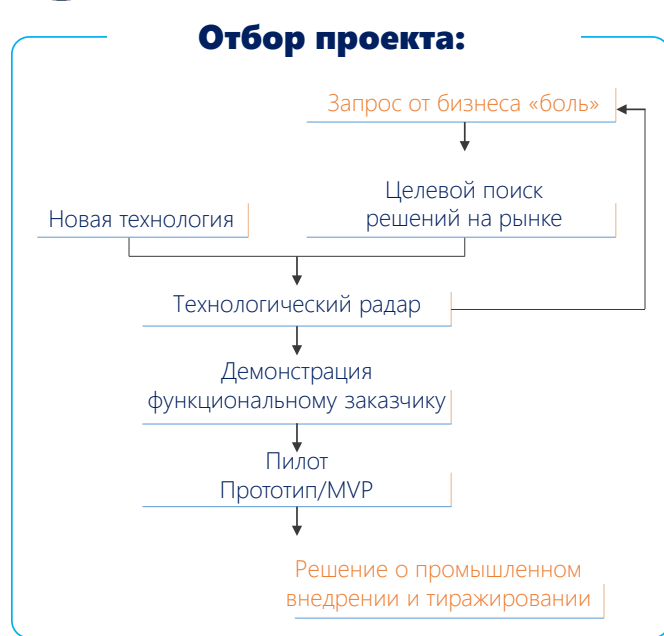 Отбор проекта:
Запрос от бизнеса «боль»
Целевой поиск
решений на рынке
Новая технология
Технологический радар
Демонстрация
функциональному заказчику
Пилот
Прототип/MVP
Решение о промышленном
внедрении и тиражировании